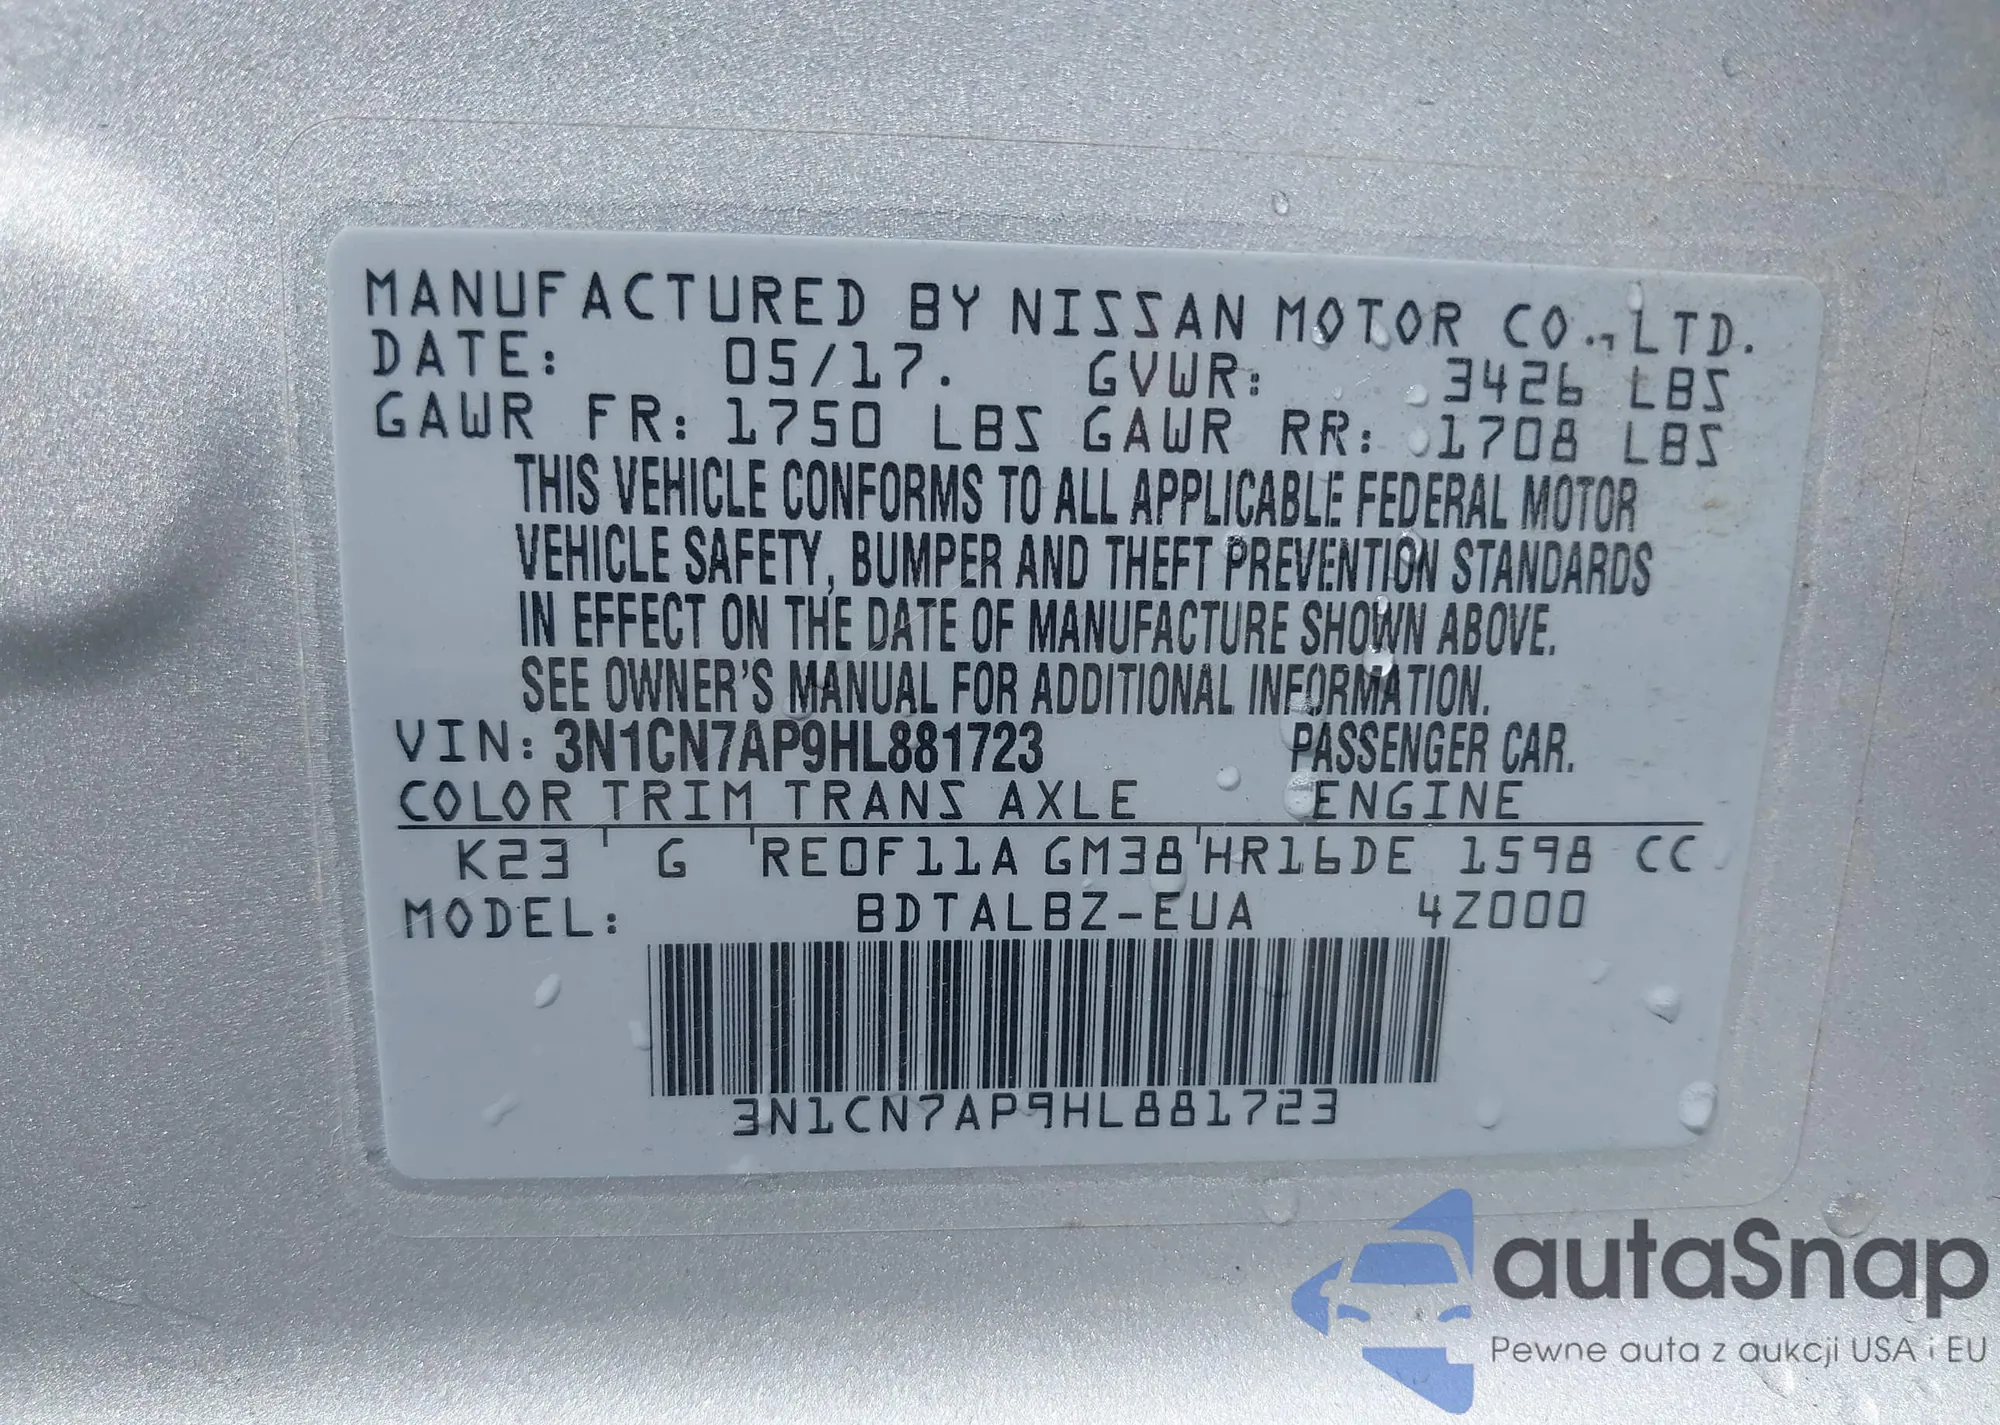 MANUFACTURED BY NISSAN MOTOR CO., LTD.
DATE: 05/17. GVWR: 3426 LBS
GAWR FR: 1750 LBS GAWR RR: 1708 LBS
THIS VEHICLE CONFORMS TO ALL APPLICABLE FEDERAL MOTOR
VEHICLE SAFETY, BUMPER AND THEFT PREVENTION STANDARDS
IN EFFECT ON THE DATE OF MANUFACTURE SHOWN ABOVE.
SEE OWNER'S MANUAL FOR ADDITIONAL INFORMATION.
VIN: 3N1CN7AP9HL881723 PASSENGER CAR.
COLOR TRIM TRANS AXLE ENGINE
K23 G RE0F11A GM38 HR16DE 1598 CC
MODEL: BDTALBZ-EUA 4Z000
3N1CN7AP9HL881723
autaSnap
Pewne auta z aukcji USA i EU